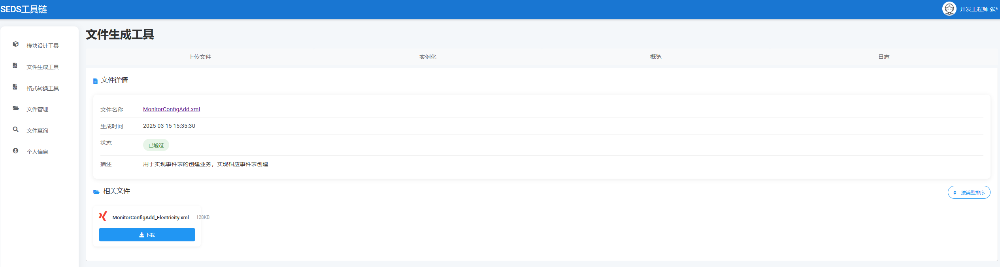 SEDS工具链
开发工程师 张*
模块设计工具
文件生成工具
格式转换工具
文件管理
文件查询
个人信息
文件生成工具
上传文件
实例化
概览
日志
文件详情
文件名称 MonitorConfigAdd.xml
生成时间 2025-03-15 15:35:30
状态 已通过
描述 用于实现事件表的创建业务，实现相应事件表创建
相关文件
按类型排序
MonitorConfigAdd_Electricity.xml 128KB
下载